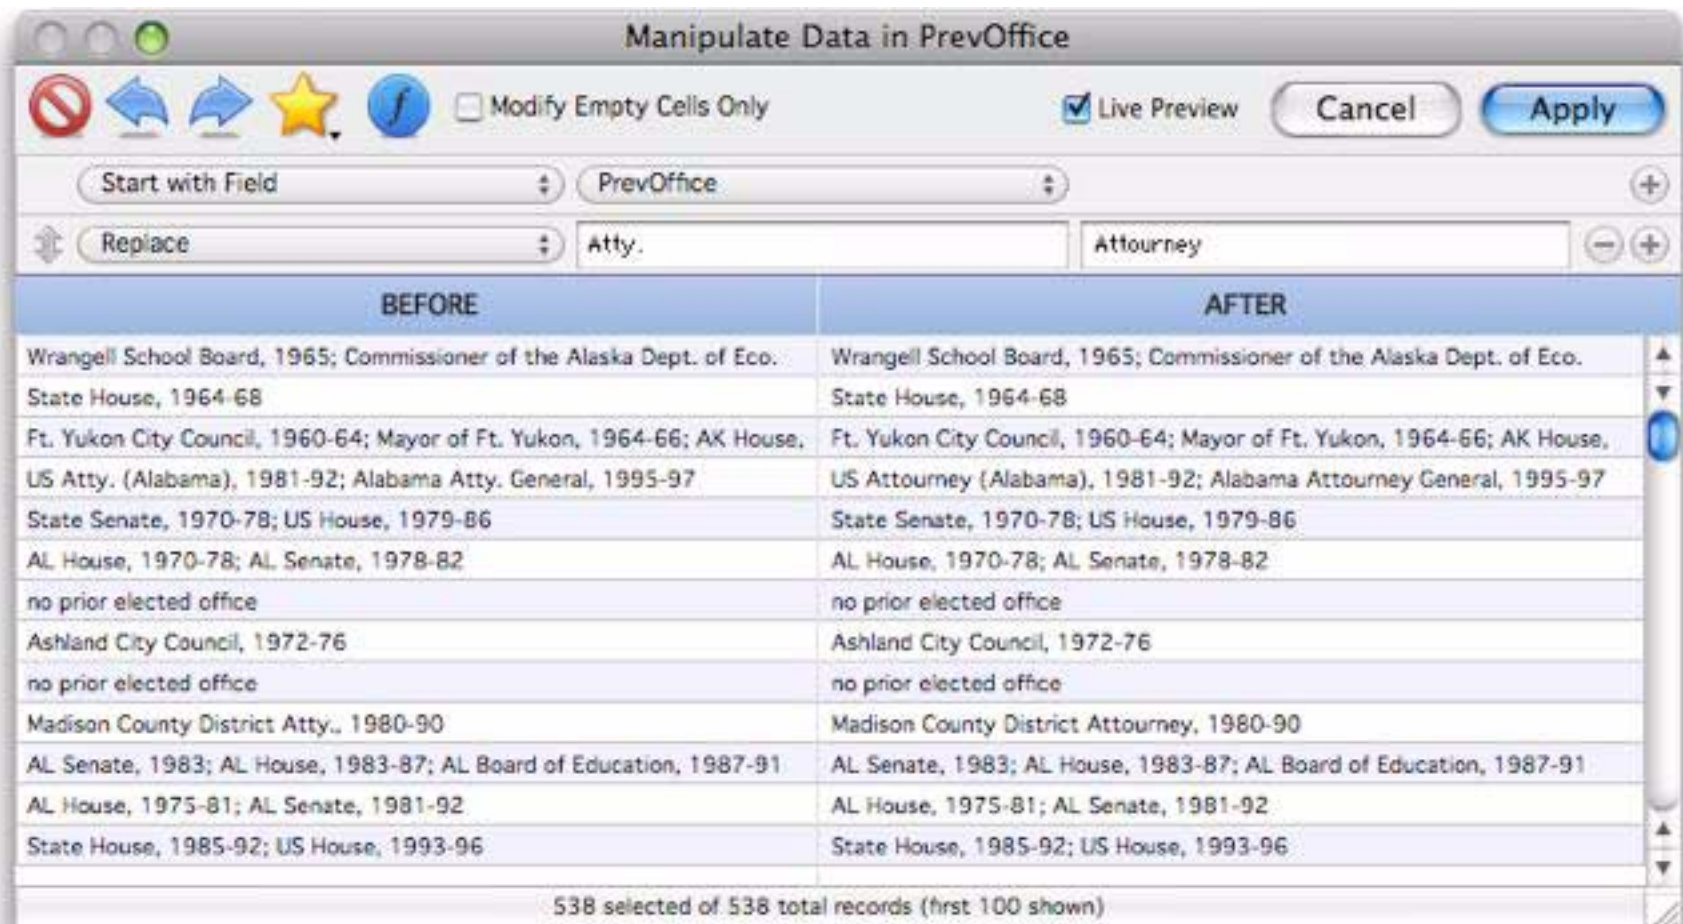 Manipulate Data in PrevOffice
Modify Empty Cells Only Live Preview Cancel Apply
Start with Field PrevOffice
Replace Atty. Attourney
BEFORE AFTER
Wrangell School Board, 1965; Commissioner of the Alaska Dept. of Eco. Wrangell School Board, 1965; Commissioner of the Alaska Dept. of Eco.
State House, 1964-68 State House, 1964-68
Ft. Yukon City Council, 1960-64; Mayor of Ft. Yukon, 1964-66; AK House, Ft. Yukon City Council, 1960-64; Mayor of Ft. Yukon, 1964-66; AK House,
US Atty. (Alabama), 1981-92; Alabama Atty. General, 1995-97 US Attourney (Alabama), 1981-92; Alabama Attourney General, 1995-97
State Senate, 1970-78; US House, 1979-86 State Senate, 1970-78; US House, 1979-86
AL House, 1970-78; AL Senate, 1978-82 AL House, 1970-78; AL Senate, 1978-82
no prior elected office no prior elected office
Ashland City Council, 1972-76 Ashland City Council, 1972-76
no prior elected office no prior elected office
Madison County District Atty., 1980-90 Madison County District Attourney, 1980-90
AL Senate, 1983; AL House, 1983-87; AL Board of Education, 1987-91 AL Senate, 1983; AL House, 1983-87; AL Board of Education, 1987-91
AL House, 1975-81; AL Senate, 1981-92 AL House, 1975-81; AL Senate, 1981-92
State House, 1985-92; US House, 1993-96 State House, 1985-92; US House, 1993-96
538 selected of 538 total records (first 100 shown)